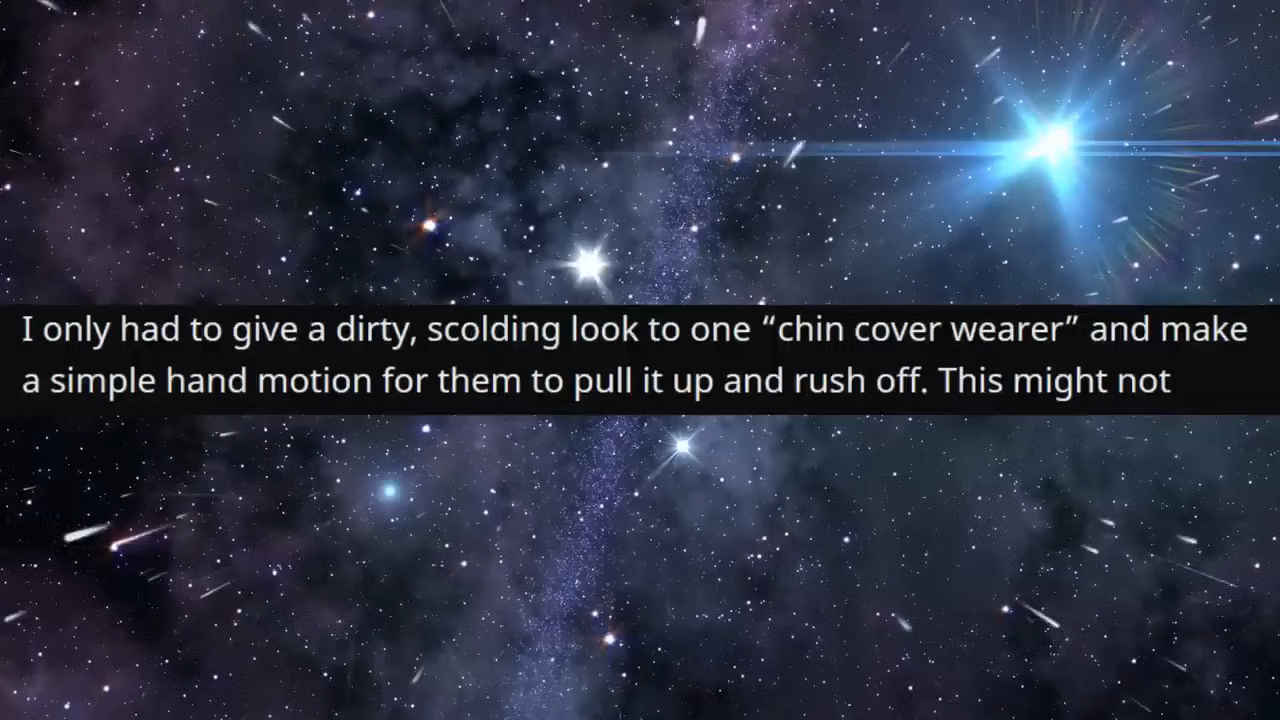 I only had to give a dirty, scolding look to one “chin cover wearer” and make
a simple hand motion for them to pull it up and rush off. This might not